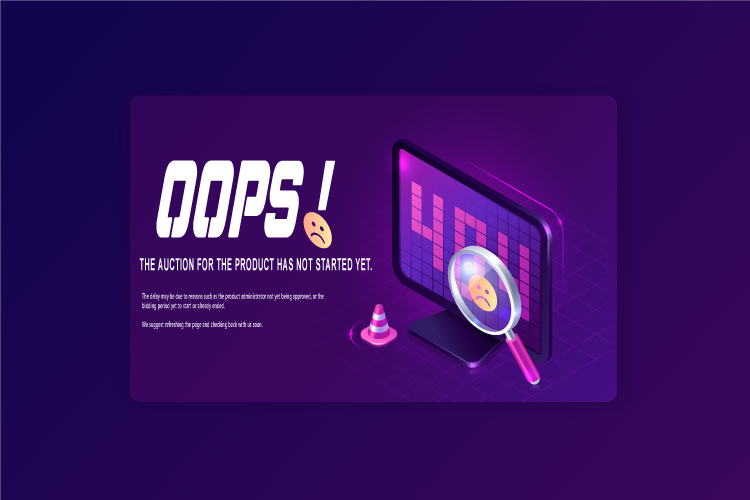 OOPS!
THE AUCTION FOR THE PRODUCT HAS NOT STARTED YET.
The delay may be due to reasons such as the product administrator not yet being approved, or the
bidding period yet to start or already ended.
We suggest refreshing the page and checking back with us soon.
404